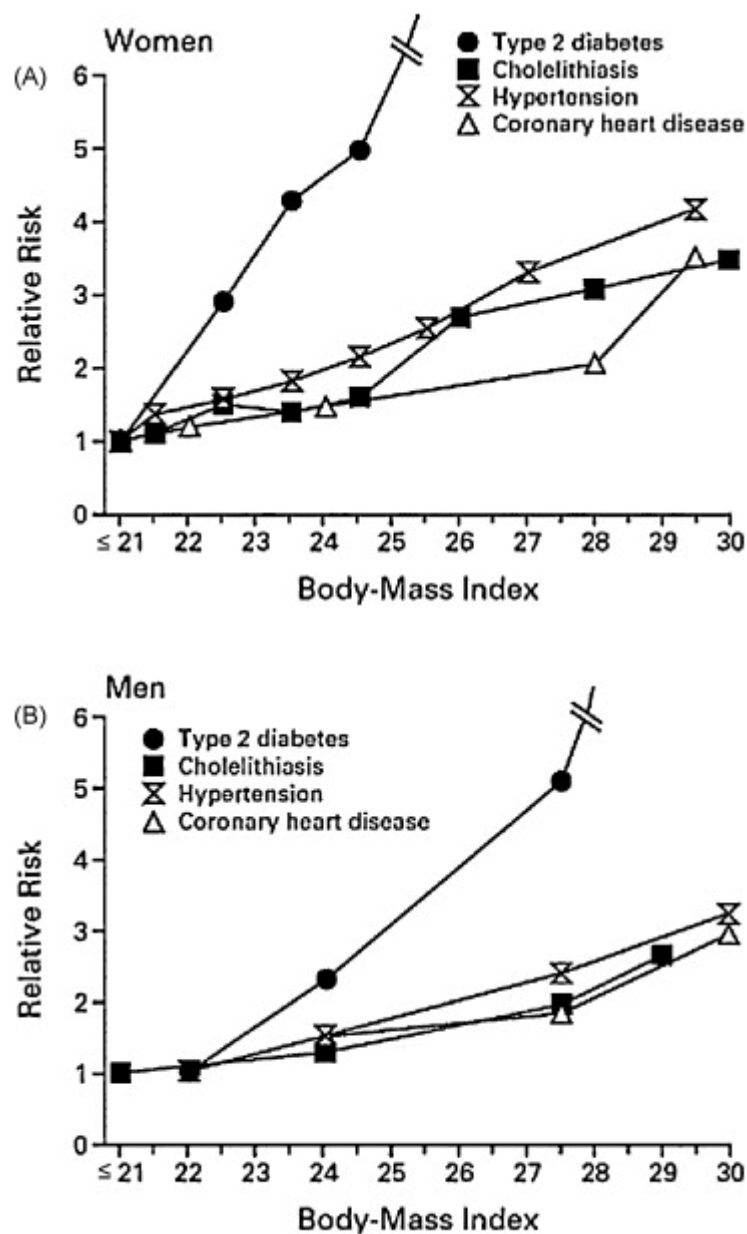 Women
(A)
Type 2 diabetes
Cholelithiasis
Hypertension
Coronary heart disease
6
5
4
3
2
1
0
Relative Risk
≤ 21 22 23 24 25 26 27 28 29 30
Body-Mass Index
Men
(B)
Type 2 diabetes
Cholelithiasis
Hypertension
Coronary heart disease
6
5
4
3
2
1
0
Relative Risk
≤ 21 22 23 24 25 26 27 28 29 30
Body-Mass Index